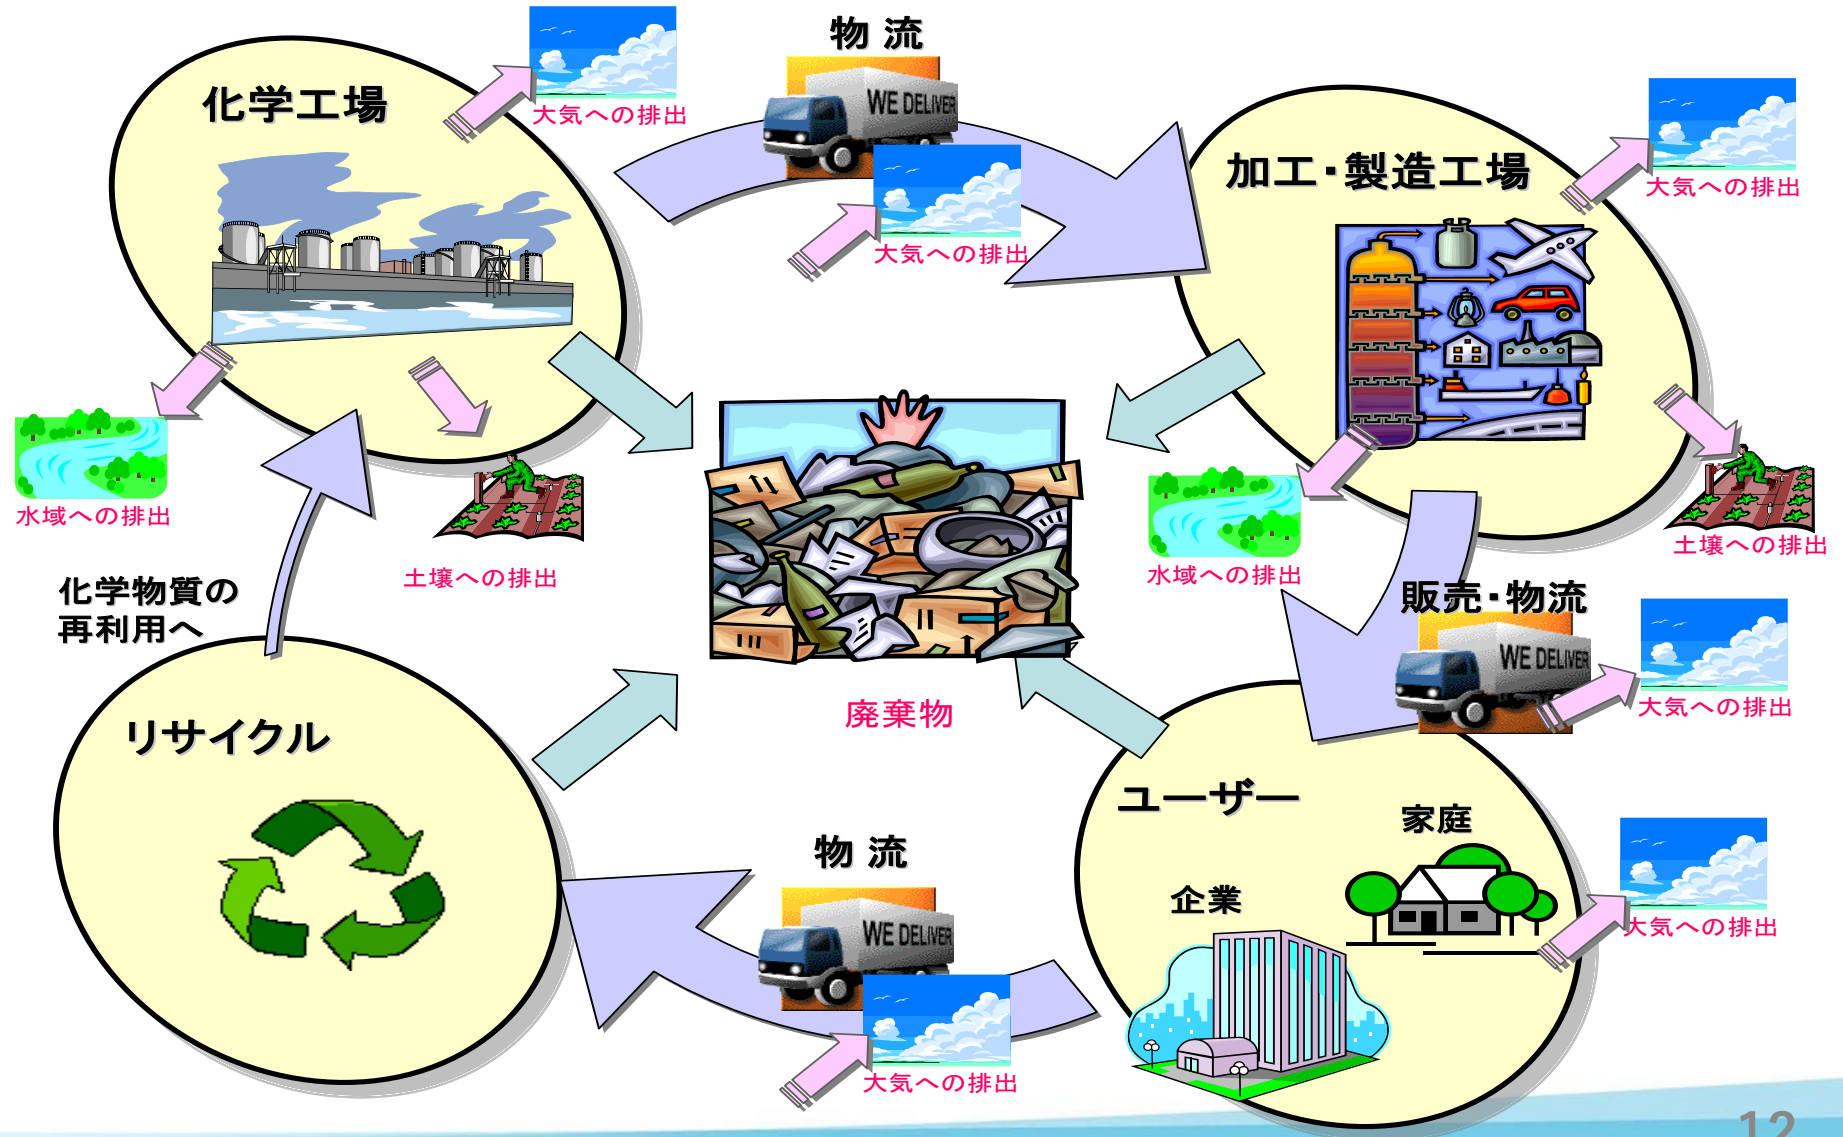 物 流
化学工場
WE DELIVER
大気への排出
大気への排出
加工・製造工場
大気への排出
水域への排出
土壌への排出
化学物質の
再利用へ
水域への排出
土壌への排出
販売・物流
WE DELIVER
大気への排出
廃棄物
リサイクル
ユーザー
家庭
企業
大気への排出
物 流
WE DELIVER
大気への排出
12